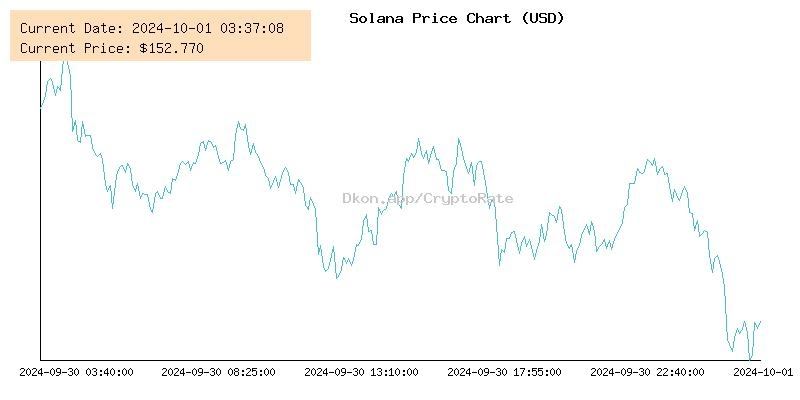 Solana Price Chart (USD)
Current Date: 2024-10-01 03:37:08
Current Price: $152.770
Dkon.app/CryptoRate
2024-09-30 03:40:00
2024-09-30 08:25:00
2024-09-30 13:10:00
2024-09-30 17:55:00
2024-09-30 22:40:00
2024-10-01